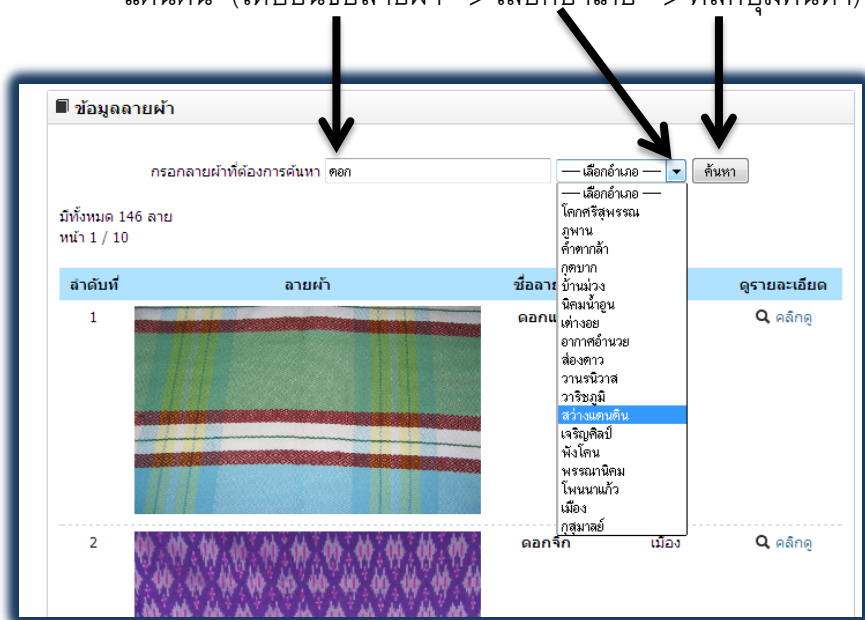 ข้อมูลลายผ้า
กรอกลายผ้าที่ต้องการค้นหา ดอก --- เลือกอำเภอ --- ค้นหา
--- เลือกอำเภอ ---
โคกศรีสุพรรณ
ภูพาน
คำตากล้า
กุดบาก
บ้านม่วง
นิคมน้ำอูน
เต่างอย
อากาศอำนวย
ส่องดาว
วานรนิวาส
วาริชภูมิ
สว่างแดนดิน
เจริญศิลป์
พังโคน
พรรณานิคม
โพนนาแก้ว
เมือง
กุสุมาลย์
มีทั้งหมด 146 ลาย
หน้า 1 / 10
ลำดับที่ ลายผ้า ดูรายละเอียด
1 คลิกดู
2 ดอกจิก เมือง คลิกดู